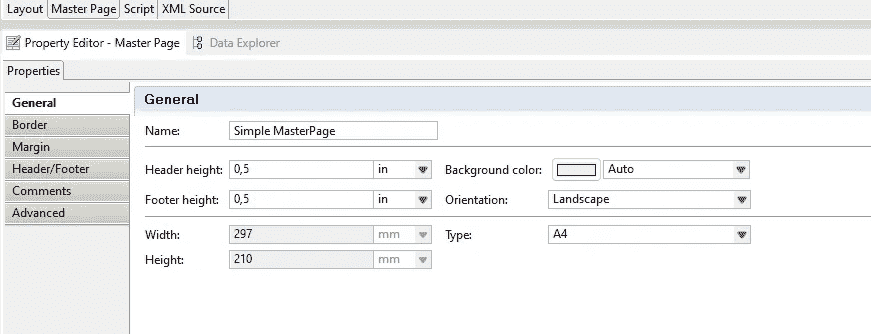 Layout Master Page Script XML Source
Property Editor - Master Page Data Explorer
Properties
General
Border
Margin
Header/Footer
Comments
Advanced
General
Name: Simple MasterPage
Header height: 0,5 in Background color: Auto
Footer height: 0,5 in Orientation: Landscape
Width: 297 mm Type: A4
Height: 210 mm